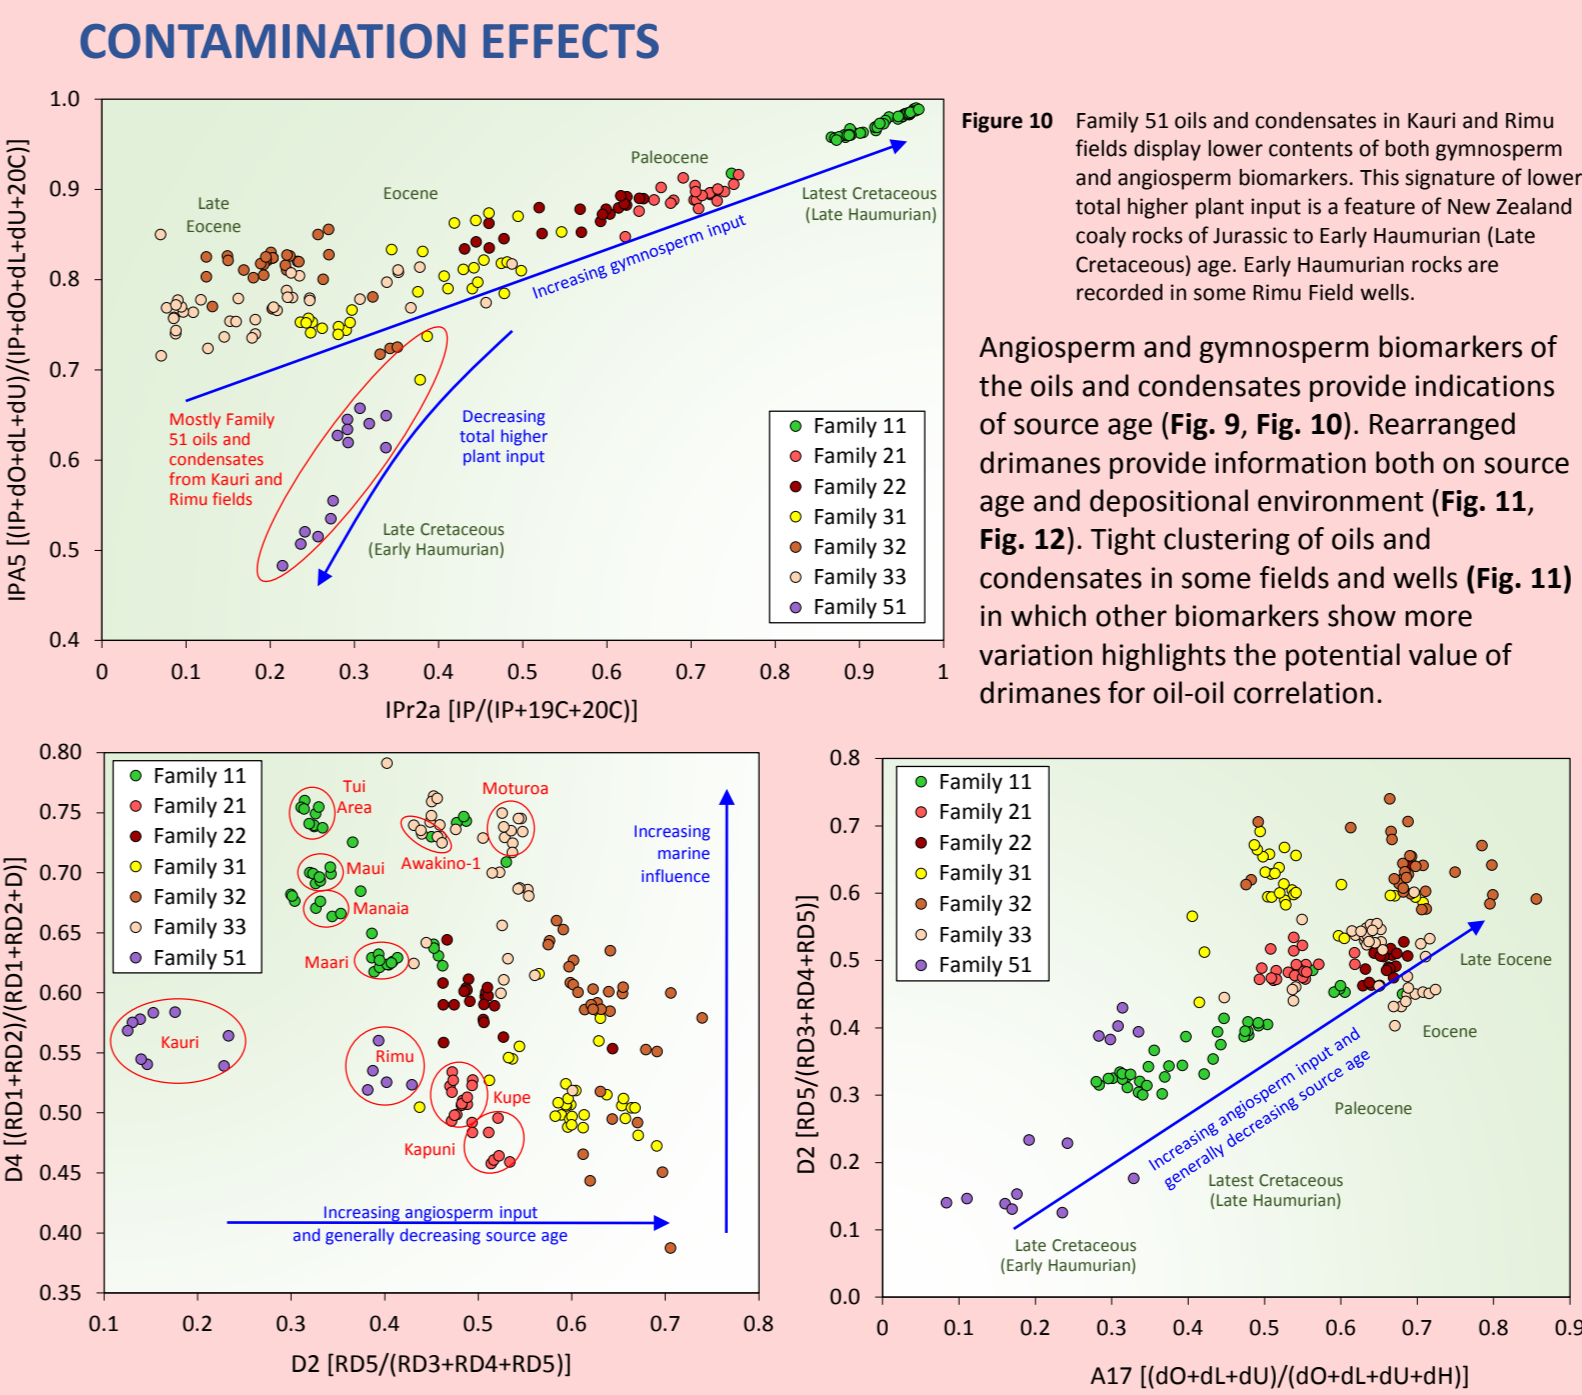 CONTAMINATION EFFECTS
IPA5 [(IP+dO+dL+dU)/(IP+dO+dL+dU+20C)]
1.0
0.9
0.8
0.7
0.6
0.5
0.4
0
0.1
0.2
0.3
0.4
0.5
0.6
0.7
0.8
0.9
1
IPr2a [IP/(IP+19C+20C)]
Late
Eocene
Eocene
Paleocene
Latest Cretaceous
(Late Haumurian)
Increasing gymnosperm input
Mostly Family
51 oils and
condensates
from Kauri and
Rimu fields
Decreasing
total higher
plant input
Late Cretaceous
(Early Haumurian)
Family 11
Family 21
Family 22
Family 31
Family 32
Family 33
Family 51
Figure 10 Family 51 oils and condensates in Kauri and Rimu
fields display lower contents of both gymnosperm
and angiosperm biomarkers. This signature of lower
total higher plant input is a feature of New Zealand
coaly rocks of Jurassic to Early Haumurian (Late
Cretaceous) age. Early Haumurian rocks are
recorded in some Rimu Field wells.
Angiosperm and gymnosperm biomarkers of
the oils and condensates provide indications
of source age (Fig. 9, Fig. 10). Rearranged
drimanes provide information both on source
age and depositional environment (Fig. 11,
Fig. 12). Tight clustering of oils and
condensates in some fields and wells (Fig. 11)
in which other biomarkers show more
variation highlights the potential value of
drimanes for oil-oil correlation.
D4 [(RD1+RD2)/(RD1+RD2+D)]
0.80
0.75
0.70
0.65
0.60
0.55
0.50
0.45
0.40
0.35
0.1
0.2
0.3
0.4
0.5
0.6
0.7
0.8
D2 [RD5/(RD3+RD4+RD5)]
Family 11
Family 21
Family 22
Family 31
Family 32
Family 33
Family 51
Tui
Area
Moturoa
Awakino-1
Maui
Manaia
Maari
Kauri
Rimu
Kupe
Kapuni
Increasing
marine
influence
Increasing angiosperm input
and generally decreasing source age
D2 [RD5/(RD3+RD4+RD5)]
0.8
0.7
0.6
0.5
0.4
0.3
0.2
0.1
0.0
0
0.1
0.2
0.3
0.4
0.5
0.6
0.7
0.8
0.9
A17 [(dO+dL+dU)/(dO+dL+dU+dH)]
Family 11
Family 21
Family 22
Family 31
Family 32
Family 33
Family 51
Late Eocene
Eocene
Paleocene
Increasing angiosperm input and
generally decreasing source age
Latest Cretaceous
(Late Haumurian)
Late Cretaceous
(Early Haumurian)